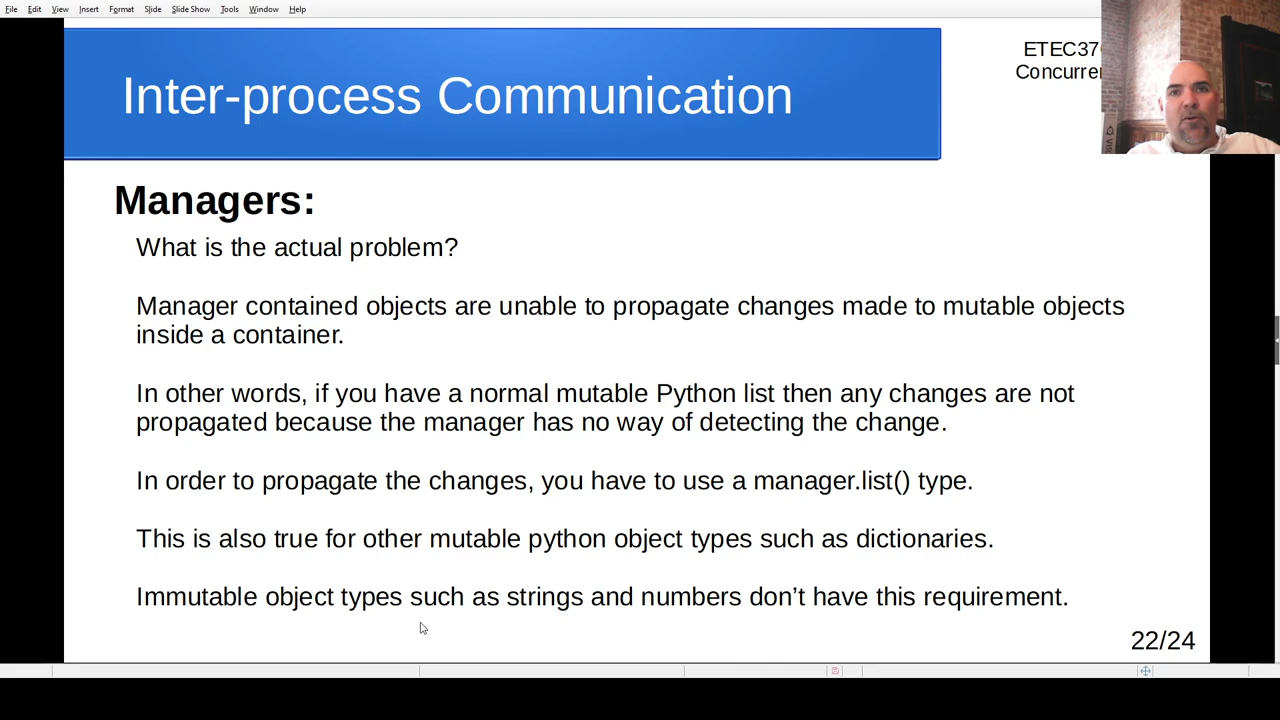 File Edit View Insert Format Slide Slide Show Tools Window Help
Inter-process Communication
Managers:
What is the actual problem?
Manager contained objects are unable to propagate changes made to mutable objects
inside a container.
In other words, if you have a normal mutable Python list then any changes are not
propagated because the manager has no way of detecting the change.
In order to propagate the changes, you have to use a manager.list() type.
This is also true for other mutable python object types such as dictionaries.
Immutable object types such as strings and numbers don’t have this requirement.
22/24